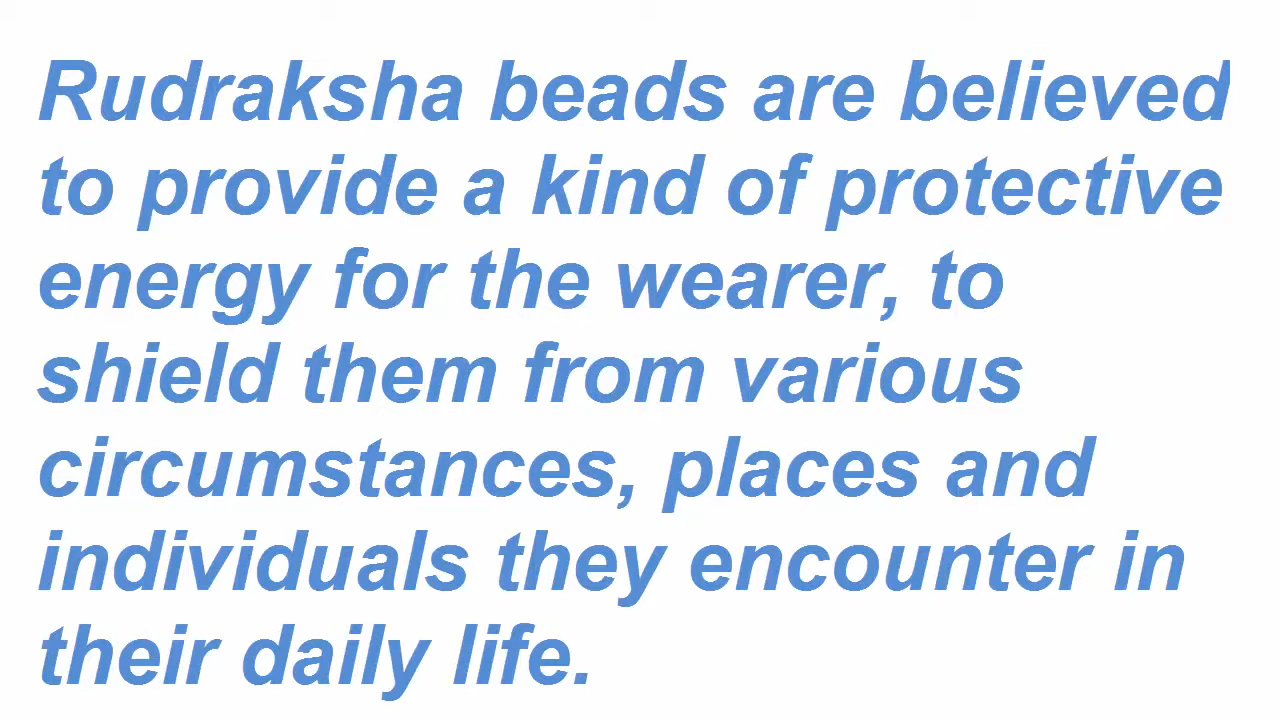 Rudraksha beads are believed
to provide a kind of protective
energy for the wearer, to
shield them from various
circumstances, places and
individuals they encounter in
their daily life.